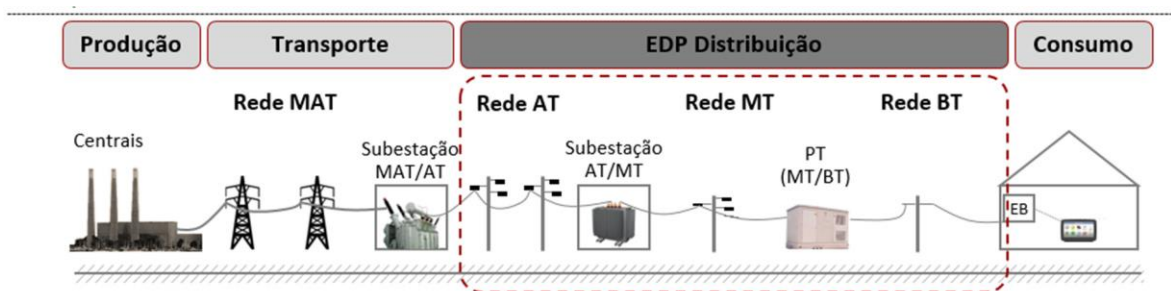 Produção
Transporte
EDP Distribuição
Consumo
Rede MAT
Rede AT
Rede MT
Rede BT
Centrais
Subestação
MAT/AT
Subestação
AT/MT
PT
(MT/BT)
EB